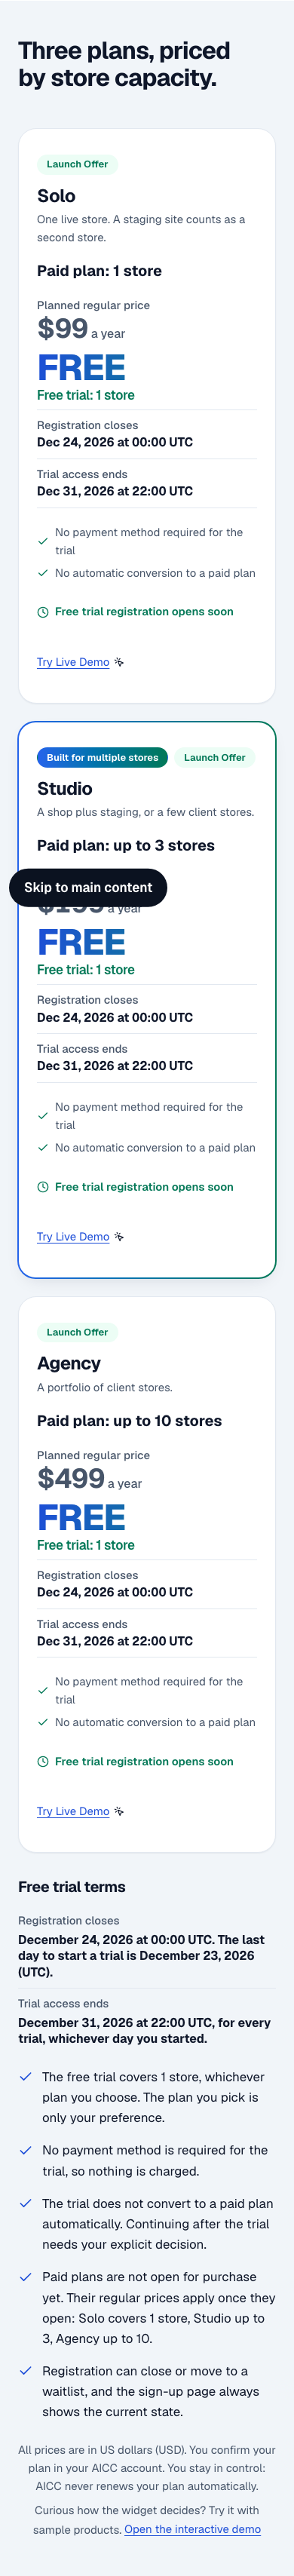 Three plans, priced
by store capacity.
Launch Offer
Solo
One live store. A staging site counts as a
second store.
Paid plan: 1 store
Planned regular price
$99 a year
FREE
Free trial: 1 store
Registration closes
Dec 24, 2026 at 00:00 UTC
Trial access ends
Dec 31, 2026 at 22:00 UTC
No payment method required for the
trial
No automatic conversion to a paid plan
Free trial registration opens soon
Try Live Demo
Built for multiple stores
Launch Offer
Studio
A shop plus staging, or a few client stores.
Paid plan: up to 3 stores
Skip to main content
a year
FREE
Free trial: 1 store
Registration closes
Dec 24, 2026 at 00:00 UTC
Trial access ends
Dec 31, 2026 at 22:00 UTC
No payment method required for the
trial
No automatic conversion to a paid plan
Free trial registration opens soon
Try Live Demo
Launch Offer
Agency
A portfolio of client stores.
Paid plan: up to 10 stores
Planned regular price
$499 a year
FREE
Free trial: 1 store
Registration closes
Dec 24, 2026 at 00:00 UTC
Trial access ends
Dec 31, 2026 at 22:00 UTC
No payment method required for the
trial
No automatic conversion to a paid plan
Free trial registration opens soon
Try Live Demo
Free trial terms
Registration closes
December 24, 2026 at 00:00 UTC. The last
day to start a trial is December 23, 2026
(UTC).
Trial access ends
December 31, 2026 at 22:00 UTC, for every
trial, whichever day you started.
The free trial covers 1 store, whichever
plan you choose. The plan you pick is
only your preference.
No payment method is required for the
trial, so nothing is charged.
The trial does not convert to a paid plan
automatically. Continuing after the trial
needs your explicit decision.
Paid plans are not open for purchase
yet. Their regular prices apply once they
open: Solo covers 1 store, Studio up to
3, Agency up to 10.
Registration can close or move to a
waitlist, and the sign-up page always
shows the current state.
All prices are in US dollars (USD). You confirm your
plan in your AICC account. You stay in control:
AICC never renews your plan automatically.
Curious how the widget decides? Try it with
sample products. Open the interactive demo